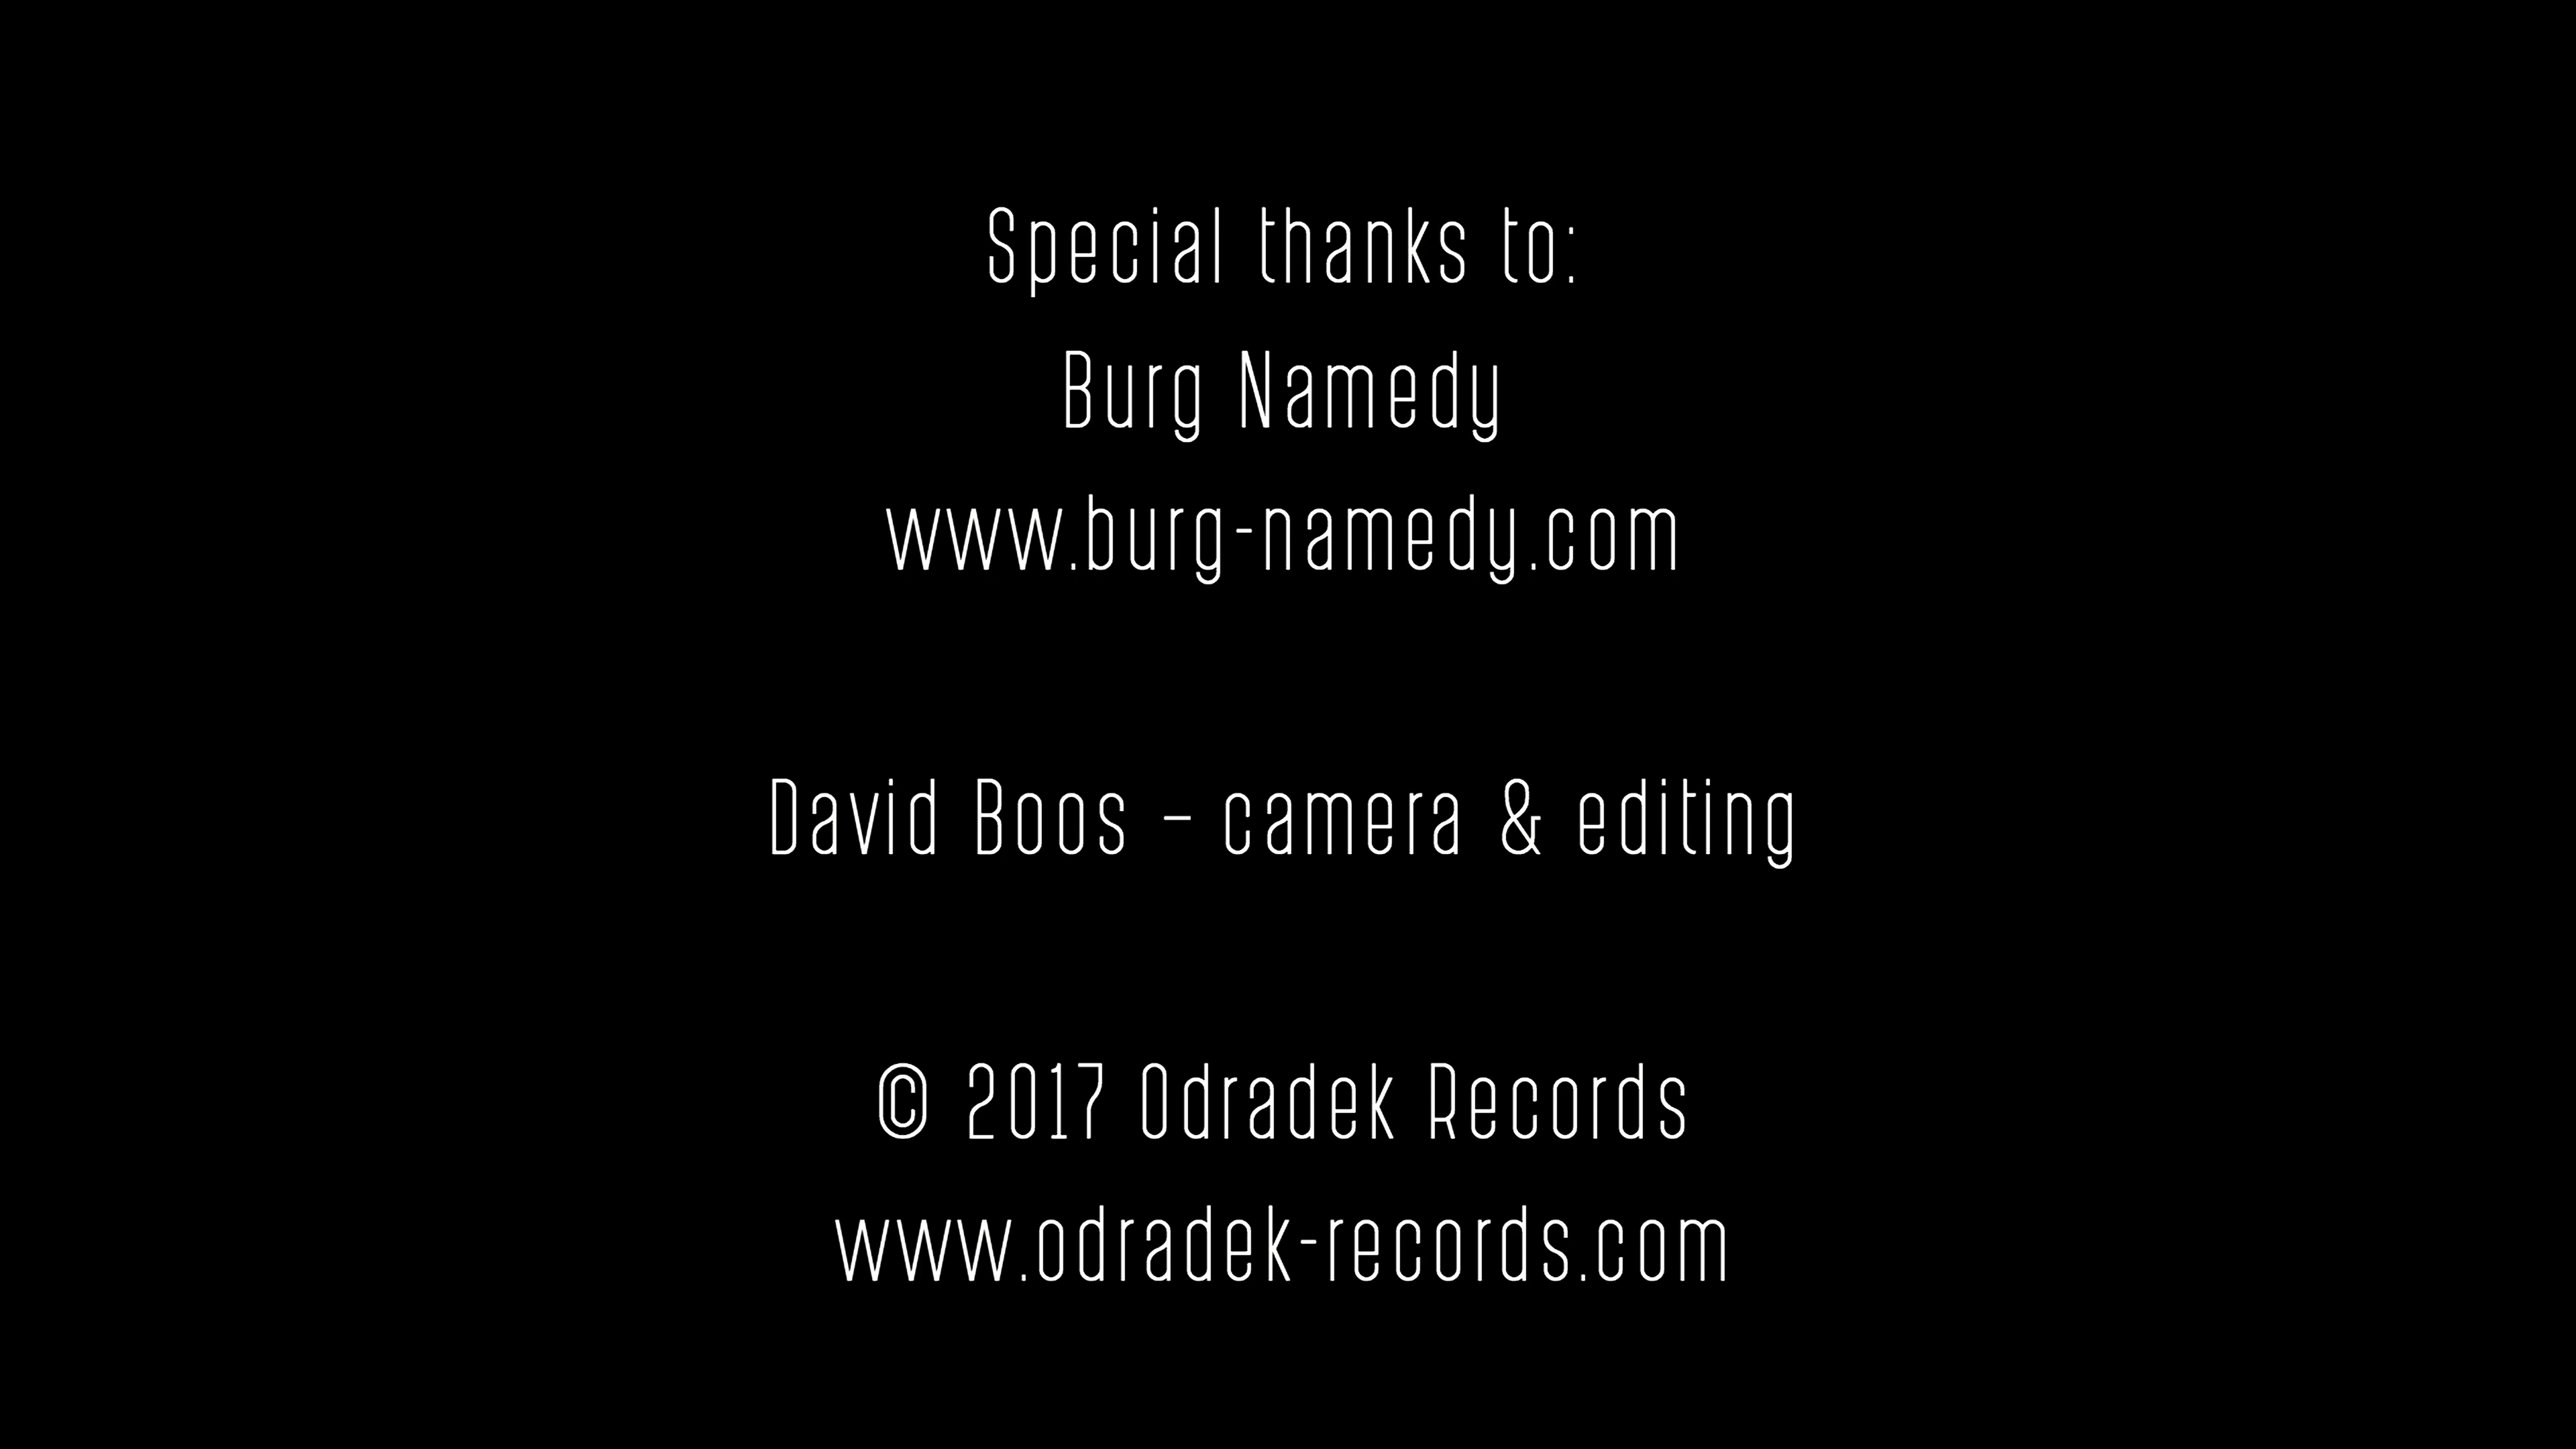 Special thanks to:
Burg Namedy
www.burg-namedy.com
David Boos – camera & editing
© 2017 Odradek Records
www.odradek-records.com